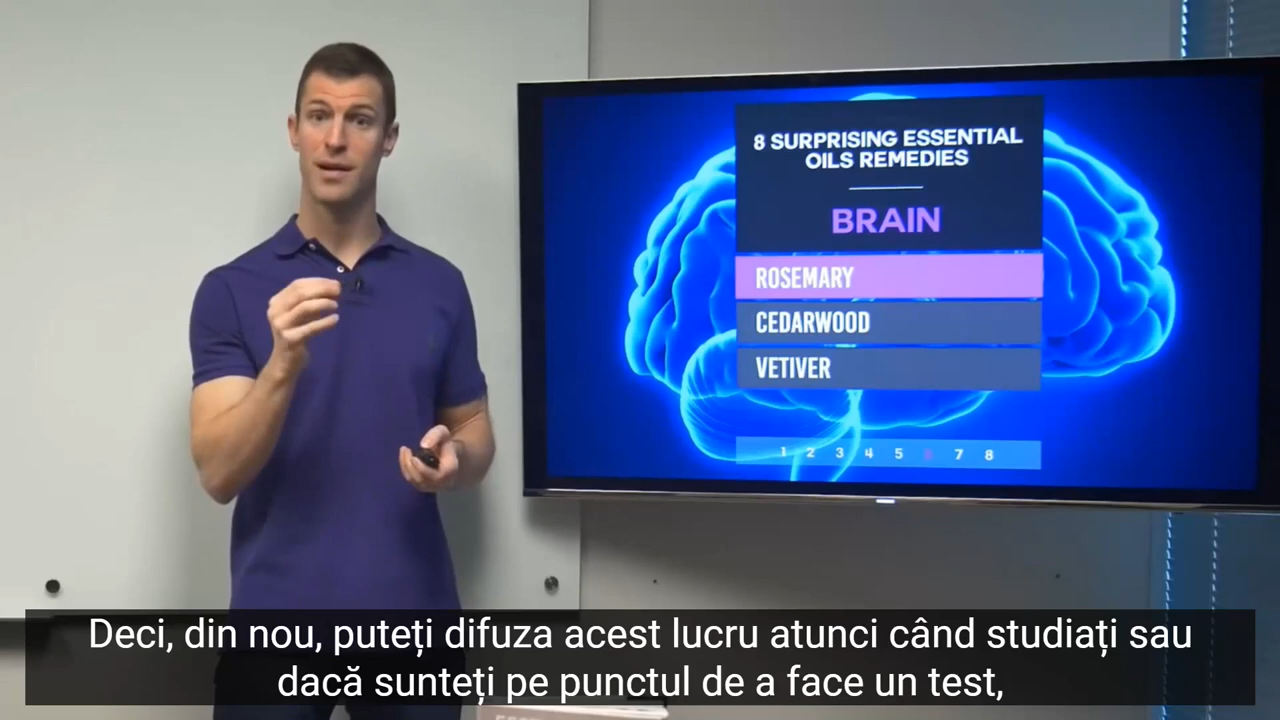 8 SURPRISING ESSENTIAL
OILS REMEDIES
BRAIN
ROSEMARY
CEDARWOOD
VETIVER
1 2 3 4 5 6 7 8
Deci, din nou, puteți difuza acest lucru atunci când studiați sau
dacă sunteți pe punctul de a face un test,